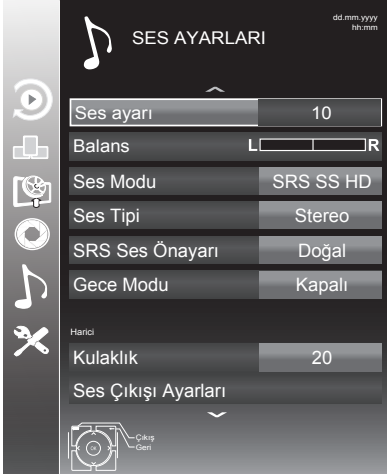 SES AYARLARI
dd.mm.yyyy
hh:mm
Ses ayarı 10
Balans L R
Ses Modu SRS SS HD
Ses Tipi Stereo
SRS Ses Önayarı Doğal
Gece Modu Kapalı
Harici
Kulaklık 20
Ses Çıkışı Ayarları
Çıkış
OK Geri